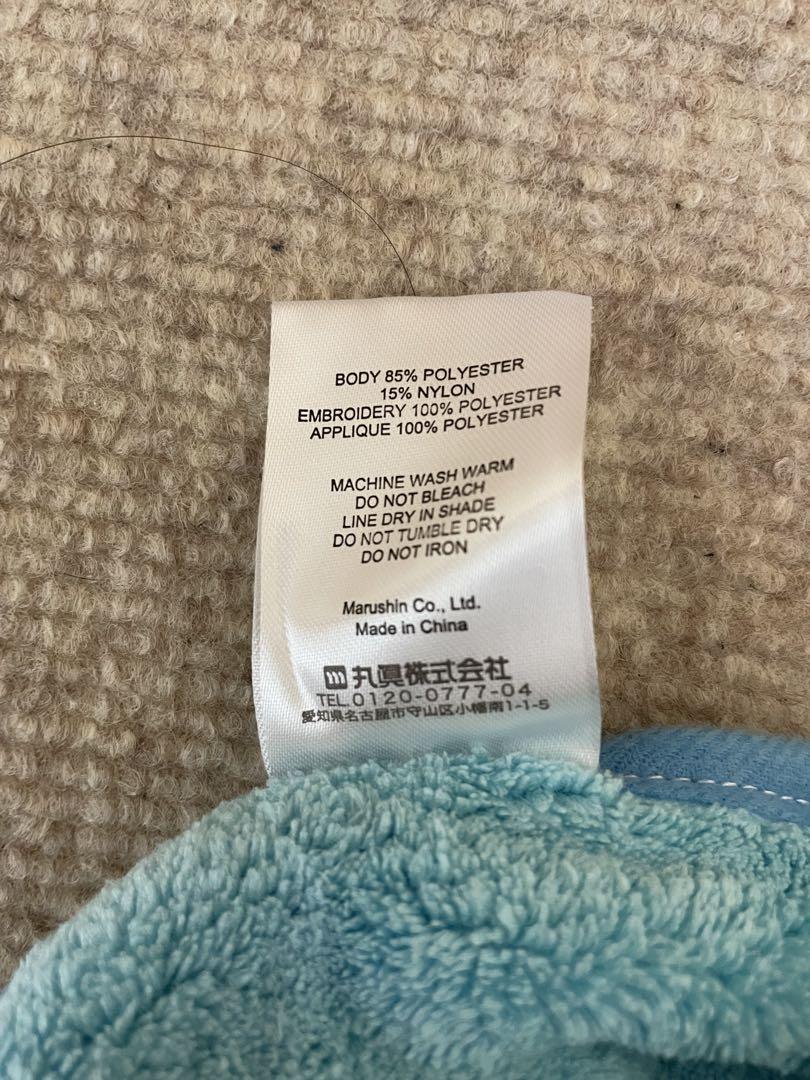 BODY 85% POLYESTER
15% NYLON
EMBROIDERY 100% POLYESTER
APPLIQUE 100% POLYESTER
MACHINE WASH WARM
DO NOT BLEACH
LINE DRY IN SHADE
DO NOT TUMBLE DRY
DO NOT IRON
Marushin Co., Ltd.
Made in China
m 丸眞株式会社
TEL.0120-0777-04
愛知県名古屋市守山区小幡南1-1-5